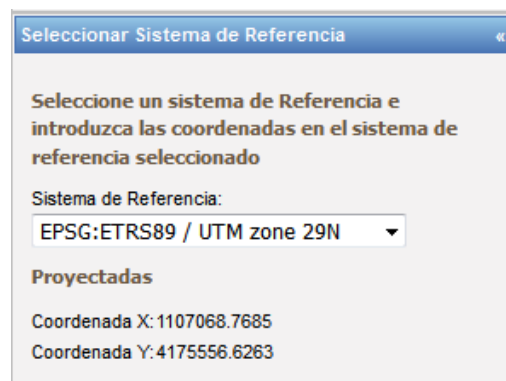 Seleccionar Sistema de Referencia «
Seleccione un sistema de Referencia e
introduzca las coordenadas en el sistema de
referencia seleccionado
Sistema de Referencia:
EPSG:ETRS89 / UTM zone 29N
Proyectadas
Coordenada X:1107068.7685
Coordenada Y:4175556.6263